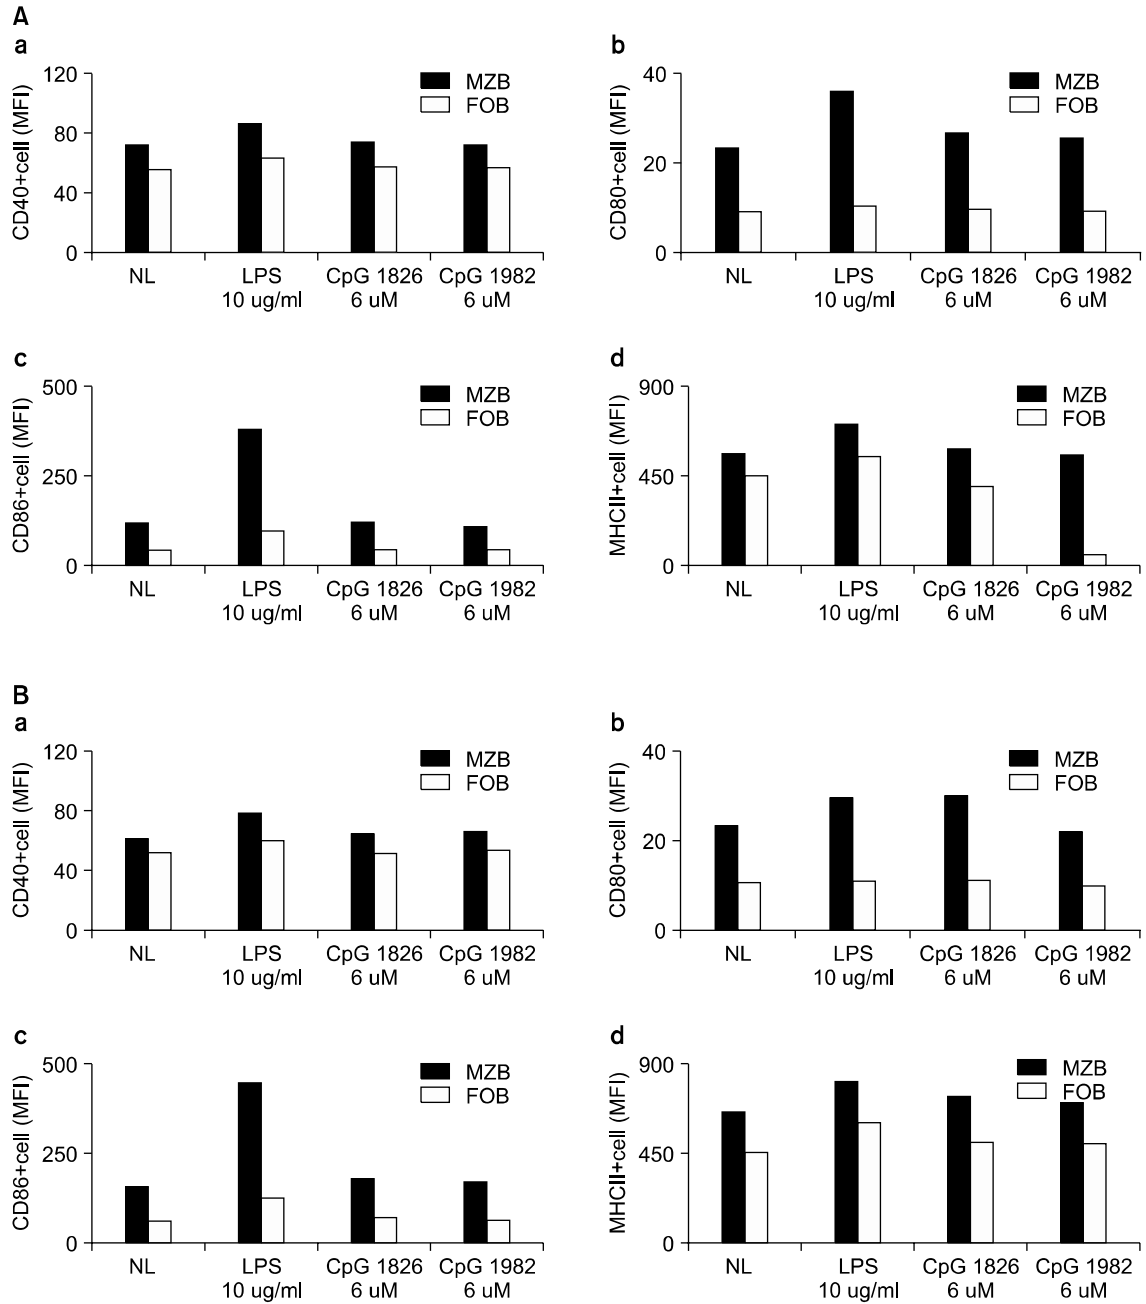 A
a
CD40+cell (MFI)
120
80
40
0
MZB
FOB
NL
LPS
10 ug/ml
CpG 1826
6 uM
CpG 1982
6 uM
b
CD80+cell (MFI)
40
20
0
MZB
FOB
NL
LPS
10 ug/ml
CpG 1826
6 uM
CpG 1982
6 uM
c
CD86+cell (MFI)
500
250
0
MZB
FOB
NL
LPS
10 ug/ml
CpG 1826
6 uM
CpG 1982
6 uM
d
MHCII+cell (MFI)
900
450
0
MZB
FOB
NL
LPS
10 ug/ml
CpG 1826
6 uM
CpG 1982
6 uM
B
a
CD40+cell (MFI)
120
80
40
0
MZB
FOB
NL
LPS
10 ug/ml
CpG 1826
6 uM
CpG 1982
6 uM
b
CD80+cell (MFI)
40
20
0
MZB
FOB
NL
LPS
10 ug/ml
CpG 1826
6 uM
CpG 1982
6 uM
c
CD86+cell (MFI)
500
250
0
MZB
FOB
NL
LPS
10 ug/ml
CpG 1826
6 uM
CpG 1982
6 uM
d
MHCII+cell (MFI)
900
450
0
MZB
FOB
NL
LPS
10 ug/ml
CpG 1826
6 uM
CpG 1982
6 uM